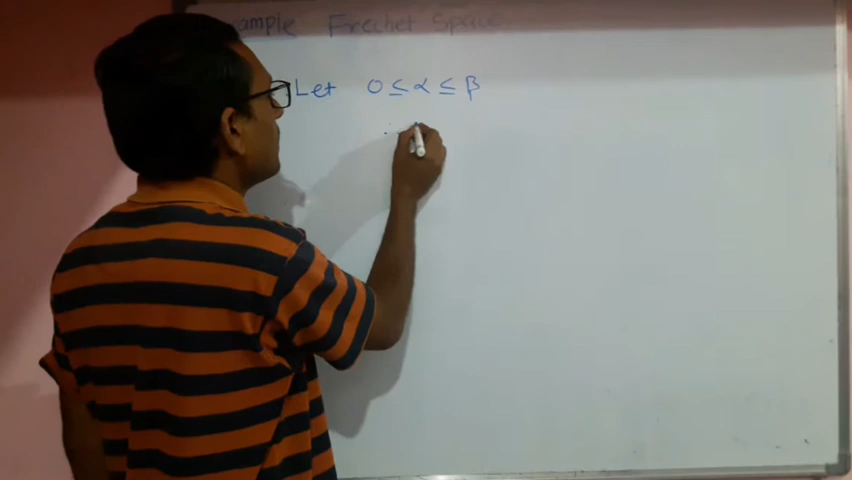 Example Frechet Space
Let 0 ≤ α ≤ β